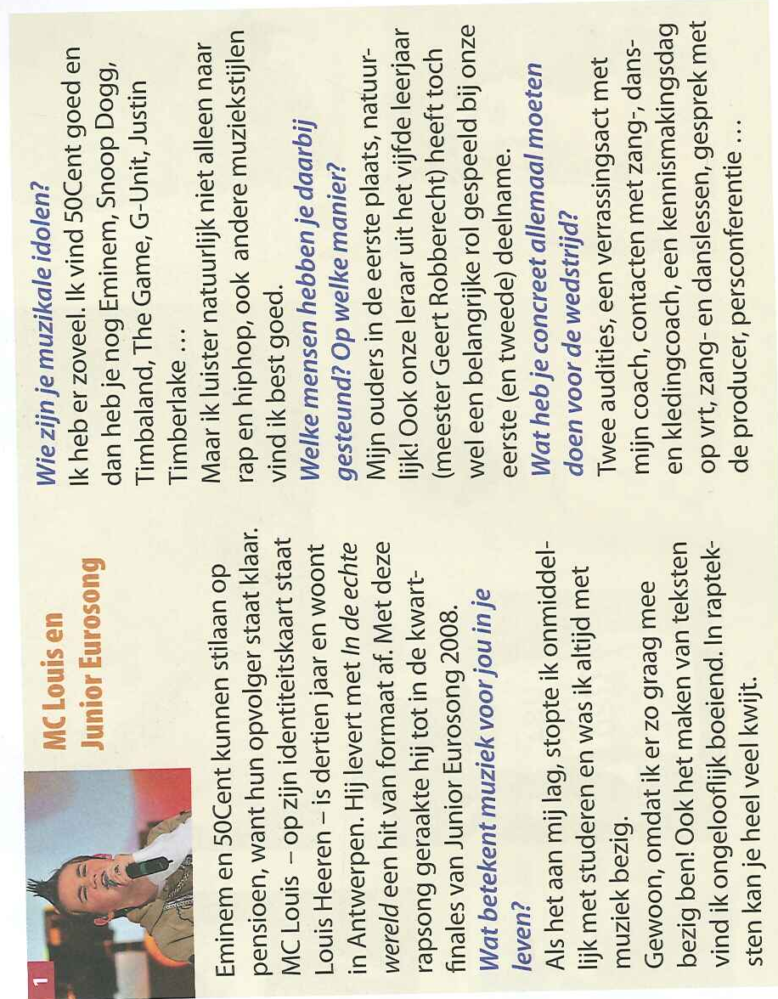 1
MC Louis en
Junior Eurosong
Eminem en 50Cent kunnen stilaan op
pensioen, want hun opvolger staat klaar.
MC Louis – op zijn identiteitskaart staat
Louis Heeren – is dertien jaar en woont
in Antwerpen. Hij levert met In de echte
wereld een hit van formaat af. Met deze
rapsong geraakte hij tot in de kwart-
finales van Junior Eurosong 2008.
Wat betekent muziek voor jou in je
leven?
Als het aan mij lag, stopte ik onmiddel-
lijk met studeren en was ik altijd met
muziek bezig.
Gewoon, omdat ik er zo graag mee
bezig ben! Ook het maken van teksten
vind ik ongelooflijk boeiend. In raptek-
sten kan je heel veel kwijt.
Wie zijn je muzikale idolen?
Ik heb er zoveel. Ik vind 50Cent goed en
dan heb je nog Eminem, Snoop Dogg,
Timbaland, The Game, G-Unit, Justin
Timberlake ...
Maar ik luister natuurlijk niet alleen naar
rap en hiphop, ook andere muziekstijlen
vind ik best goed.
Welke mensen hebben je daarbij
gesteund? Op welke manier?
Mijn ouders in de eerste plaats, natuur-
lijk! Ook onze leraar uit het vijfde leerjaar
(meester Geert Robberecht) heeft toch
wel een belangrijke rol gespeeld bij onze
eerste (en tweede) deelname.
Wat heb je concreet allemaal moeten
doen voor de wedstrijd?
Twee audities, een verrassingsact met
mijn coach, contacten met zang-, dans-
en kledingcoach, een kennismakingsdag
op vrt, zang- en danslessen, gesprek met
de producer, persconferentie ...